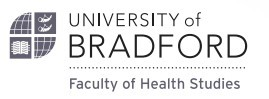 UNIVERSITY of
BRADFORD
Faculty of Health Studies